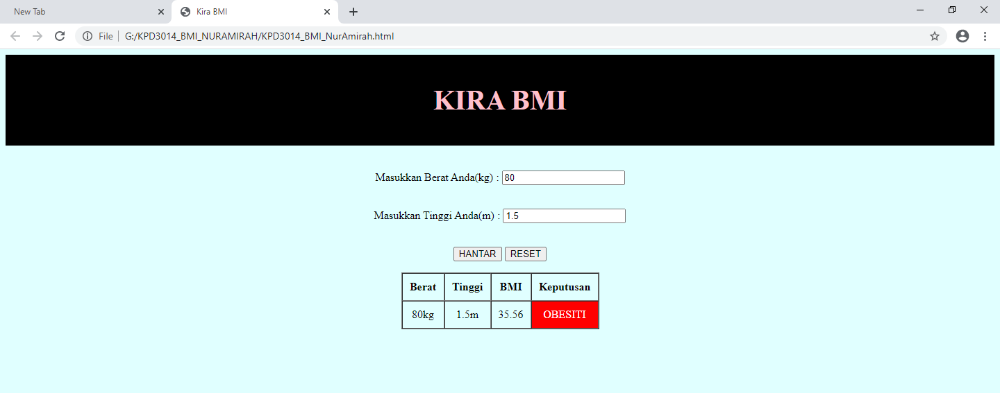 New Tab
Kira BMI
File G:/KPD3014_BMI_NURAMIRAH/KPD3014_BMI_NurAmirah.html
KIRA BMI
Masukkan Berat Anda(kg) : 80
Masukkan Tinggi Anda(m) : 1.5
HANTAR RESET
Berat Tinggi BMI Keputusan
80kg 1.5m 35.56 OBESITI